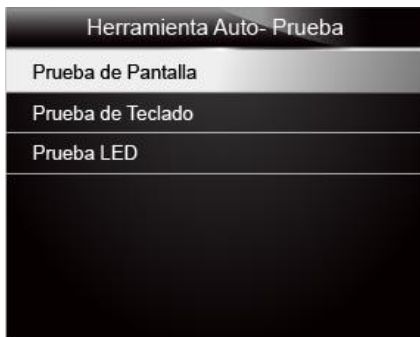 Herramienta Auto- Prueba
Prueba de Pantalla
Prueba de Teclado
Prueba LED